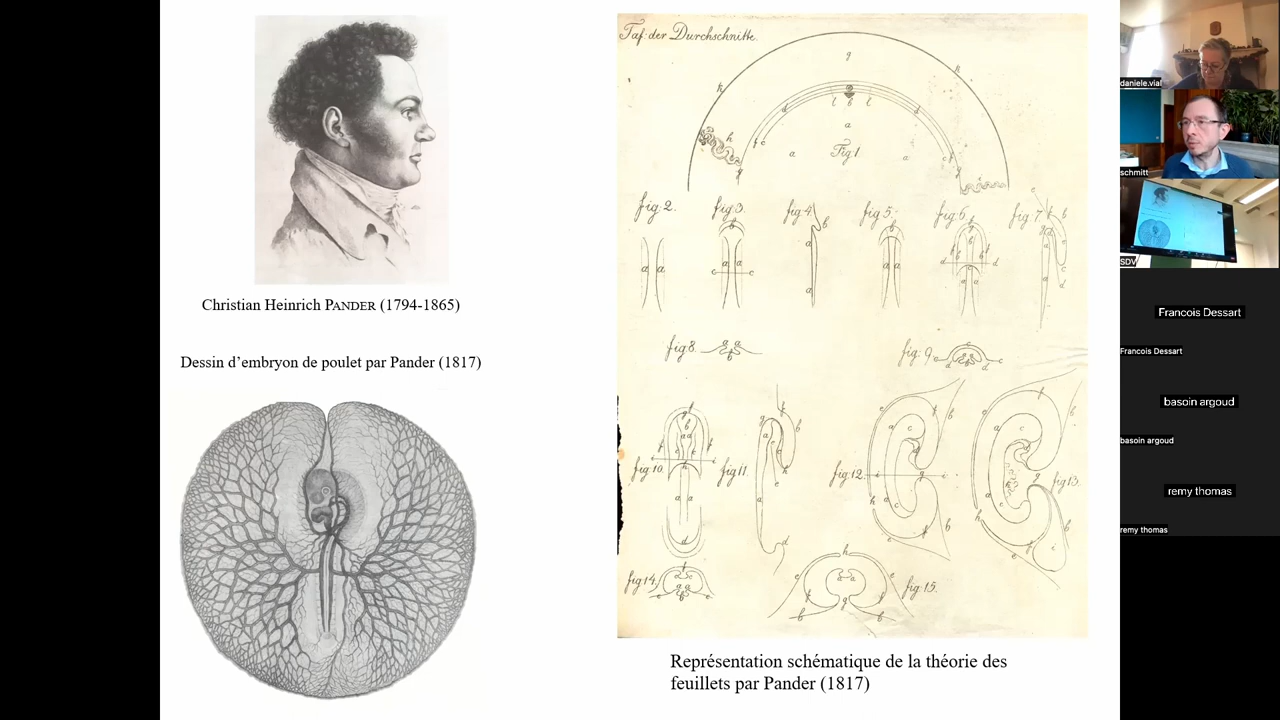 Christian Heinrich PANDER (1794-1865)
Dessin d’embryon de poulet par Pander (1817)
Taf: der Durchschnitte.
Fig 1
fig: 2.
fig: 3.
fig: 4.
fig: 5.
fig: 6.
fig: 7.
fig: 8.
fig: 9.
fig 10.
fig 11.
fig: 12.
fig 13.
fig 14.
fig: 15.
Représentation schématique de la théorie des
feuillets par Pander (1817)
daniele.vial
schmitt
SDV
Francois Dessart
Francois Dessart
basoin argoud
basoin argoud
remy thomas
remy thomas